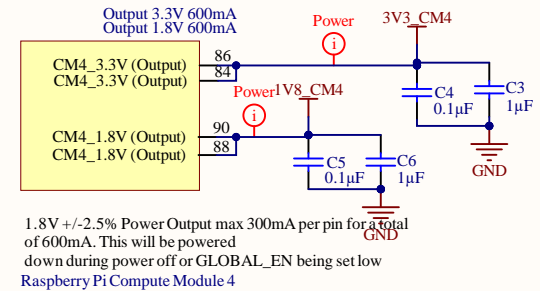 Output 3.3V 600mA
Output 1.8V 600mA
Power
3V3_CM4
CM4_3.3V (Output)
86
CM4_3.3V (Output)
84
C4
0.1µF
C3
1µF
Power
1V8_CM4
CM4_1.8V (Output)
90
CM4_1.8V (Output)
88
C5
0.1µF
C6
1µF
GND
GND
1.8V +/-2.5% Power Output max 300mA per pin for a total
of 600mA. This will be powered
down during power off or GLOBAL_EN being set low
Raspberry Pi Compute Module 4